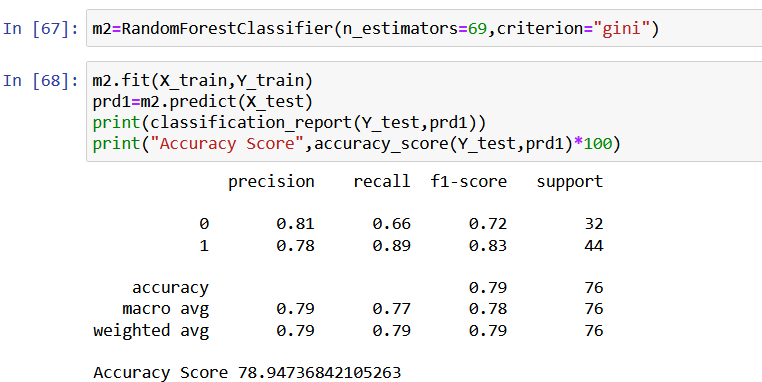 In [67]: m2=RandomForestClassifier(n_estimators=69,criterion="gini")
In [68]: m2.fit(X_train,Y_train)
prd1=m2.predict(X_test)
print(classification_report(Y_test,prd1))
print("Accuracy Score",accuracy_score(Y_test,prd1)*100)
precision recall f1-score support
0 0.81 0.66 0.72 32
1 0.78 0.89 0.83 44
accuracy 0.79 76
macro avg 0.79 0.77 0.78 76
weighted avg 0.79 0.79 0.79 76
Accuracy Score 78.94736842105263